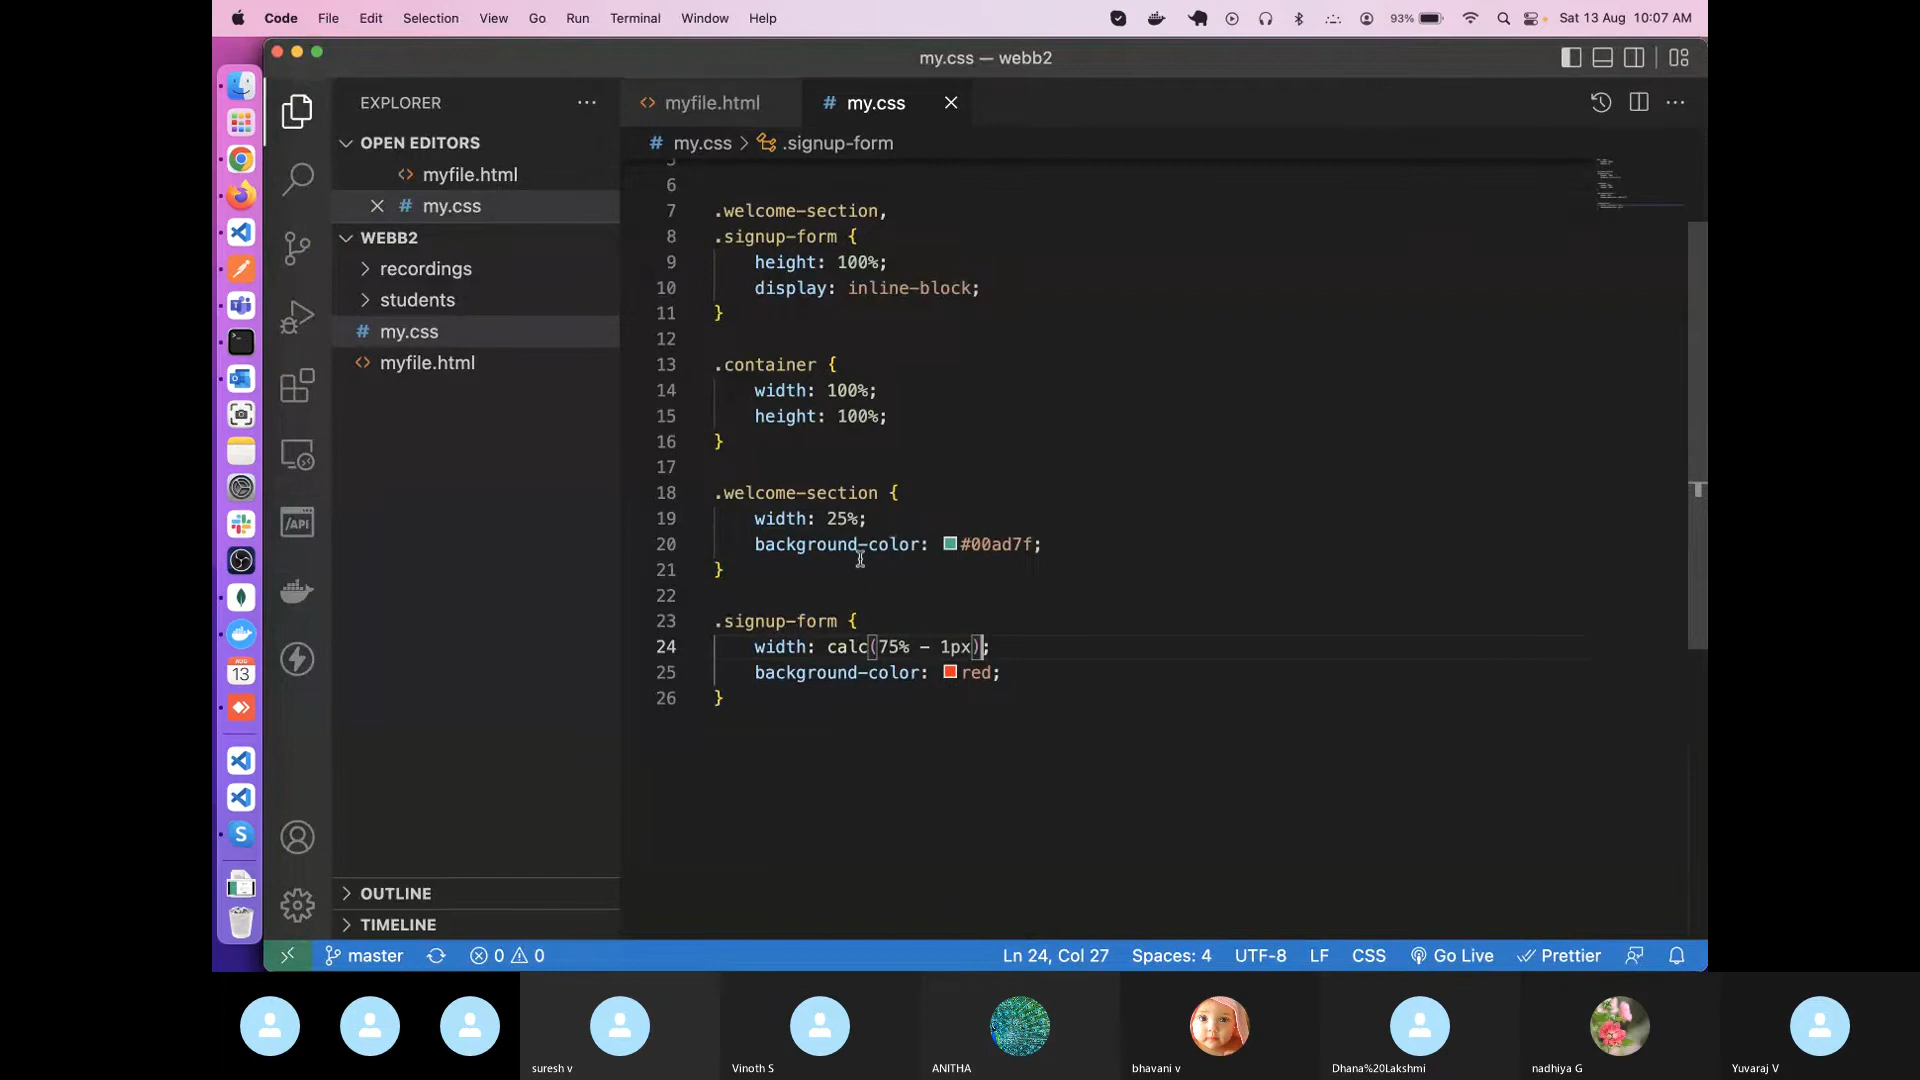 Code File Edit Selection View Go Run Terminal Window Help 93% Sat 13 Aug 10:07 AM
my.css — webb2
EXPLORER
myfile.html
my.css
OPEN EDITORS
my.css > .signup-form
myfile.html
my.css
WEBB2
recordings
students
my.css
myfile.html
5
6
7 .welcome-section,
8 .signup-form {
9 height: 100%;
10 display: inline-block;
11 }
12
13 .container {
14 width: 100%;
15 height: 100%;
16 }
17
18 .welcome-section {
19 width: 25%;
20 background-color: #00ad7f;
21 }
22
23 .signup-form {
24 width: calc(75% - 1px);
25 background-color: red;
26 }
/API
AUG
13
S
OUTLINE
TIMELINE
master 0 0 Ln 24, Col 27 Spaces: 4 UTF-8 LF CSS Go Live Prettier
suresh v
Vinoth S
ANITHA
bhavani v
Dhana%20Lakshmi
nadhiya G
Yuvaraj V